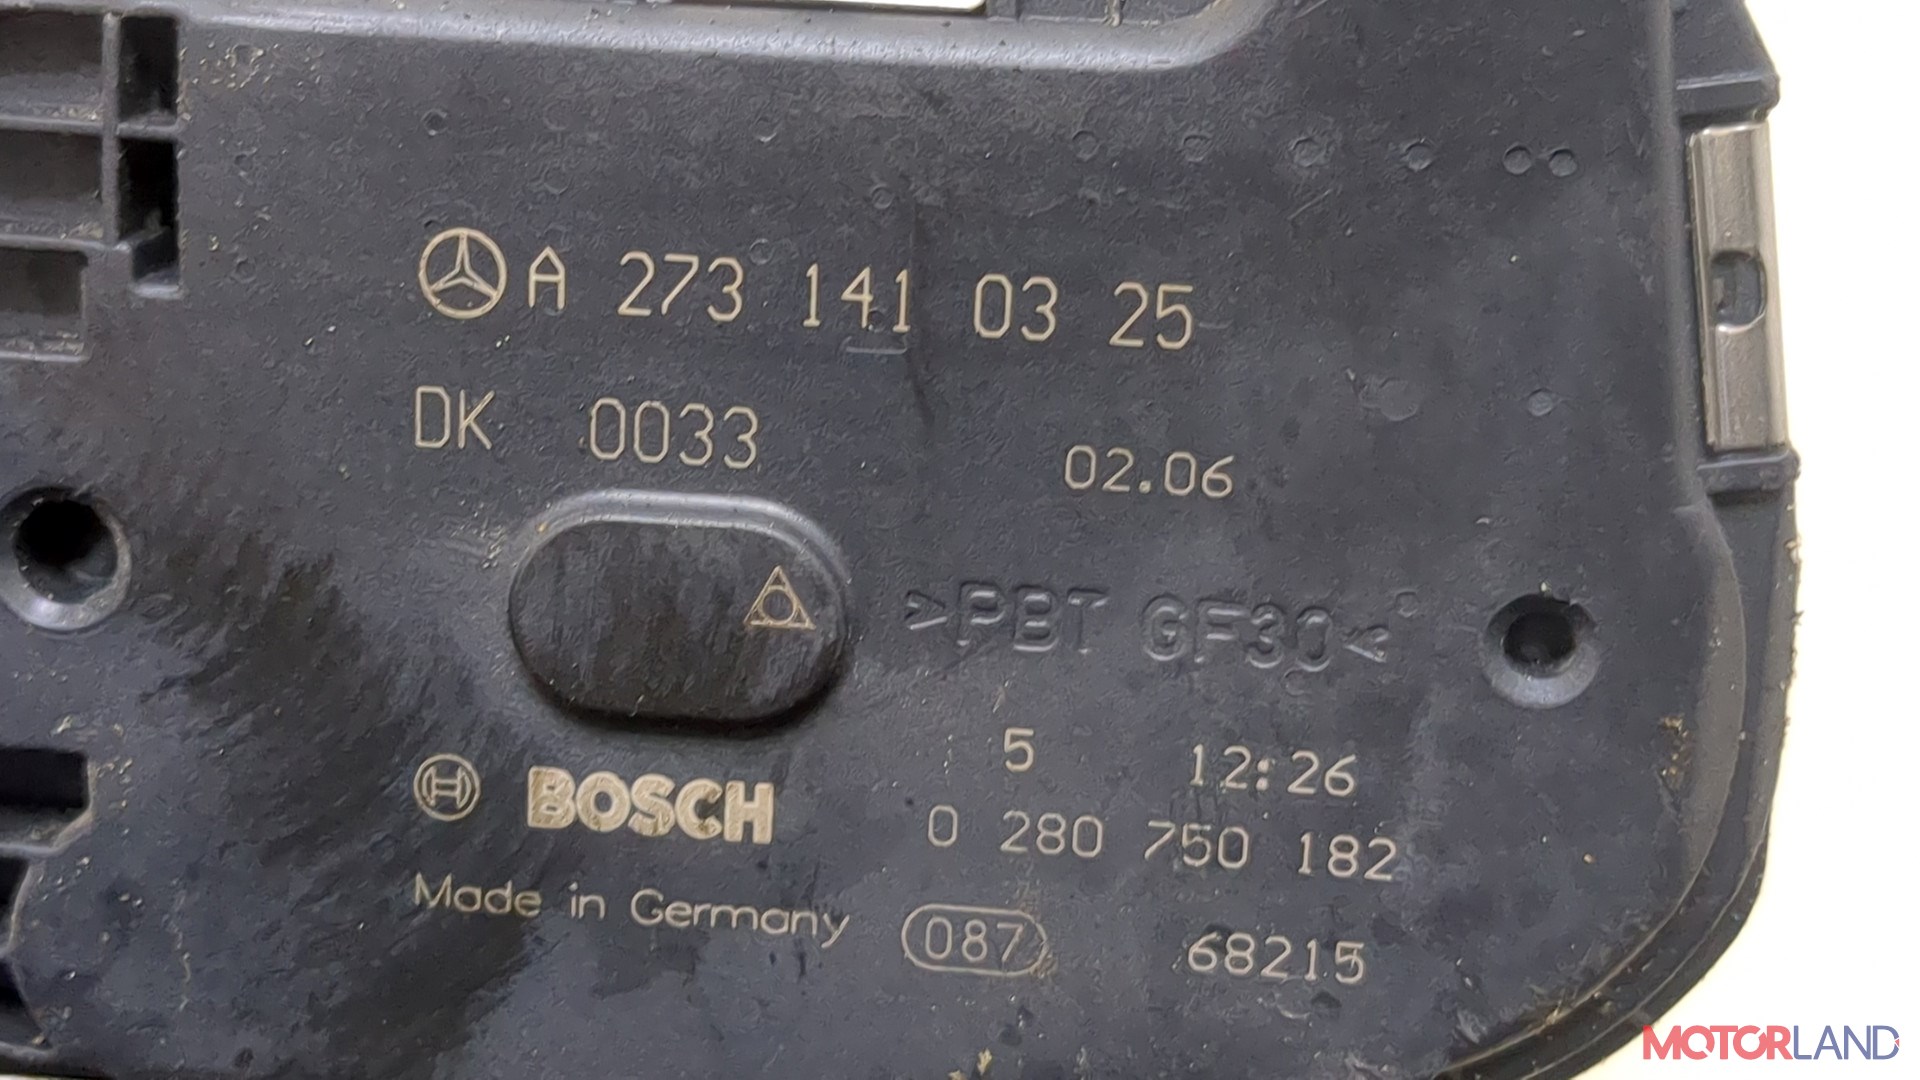 A 273 141 03 25
DK 0033
02.06
>PBT GF30<
5 12:26
BOSCH
0 280 750 182
Made in Germany
087
68215
MOTORLAND